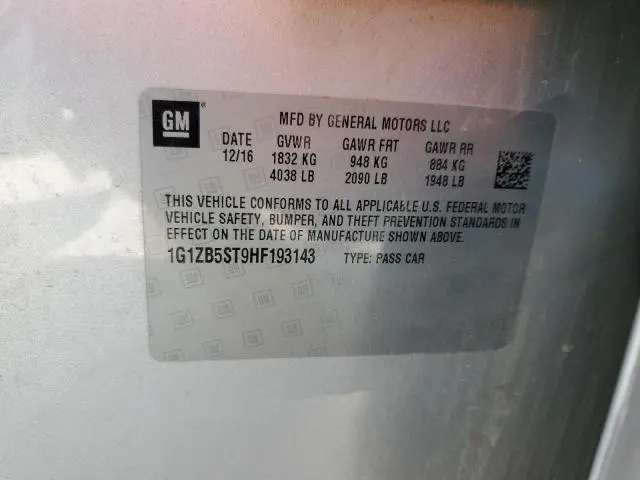 GM ®
MFD BY GENERAL MOTORS LLC
DATE GVWR GAWR FRT GAWR RR
12/16 1832 KG 948 KG 884 KG
4038 LB 2090 LB 1948 LB
THIS VEHICLE CONFORMS TO ALL APPLICABLE U.S. FEDERAL MOTOR
VEHICLE SAFETY, BUMPER, AND THEFT PREVENTION STANDARDS IN
EFFECT ON THE DATE OF MANUFACTURE SHOWN ABOVE.
1G1ZB5ST9HF193143 TYPE: PASS CAR